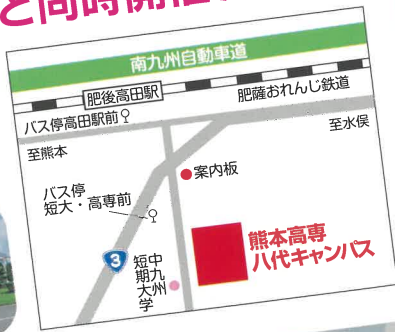 と同時開催
南九州自動車道
肥後高田駅
肥薩おれんじ鉄道
バス停高田駅前
至熊本
至水俣
案内板
バス停
短大・高専前
3
熊本高専
八代キャンパス
中九州
短期大学